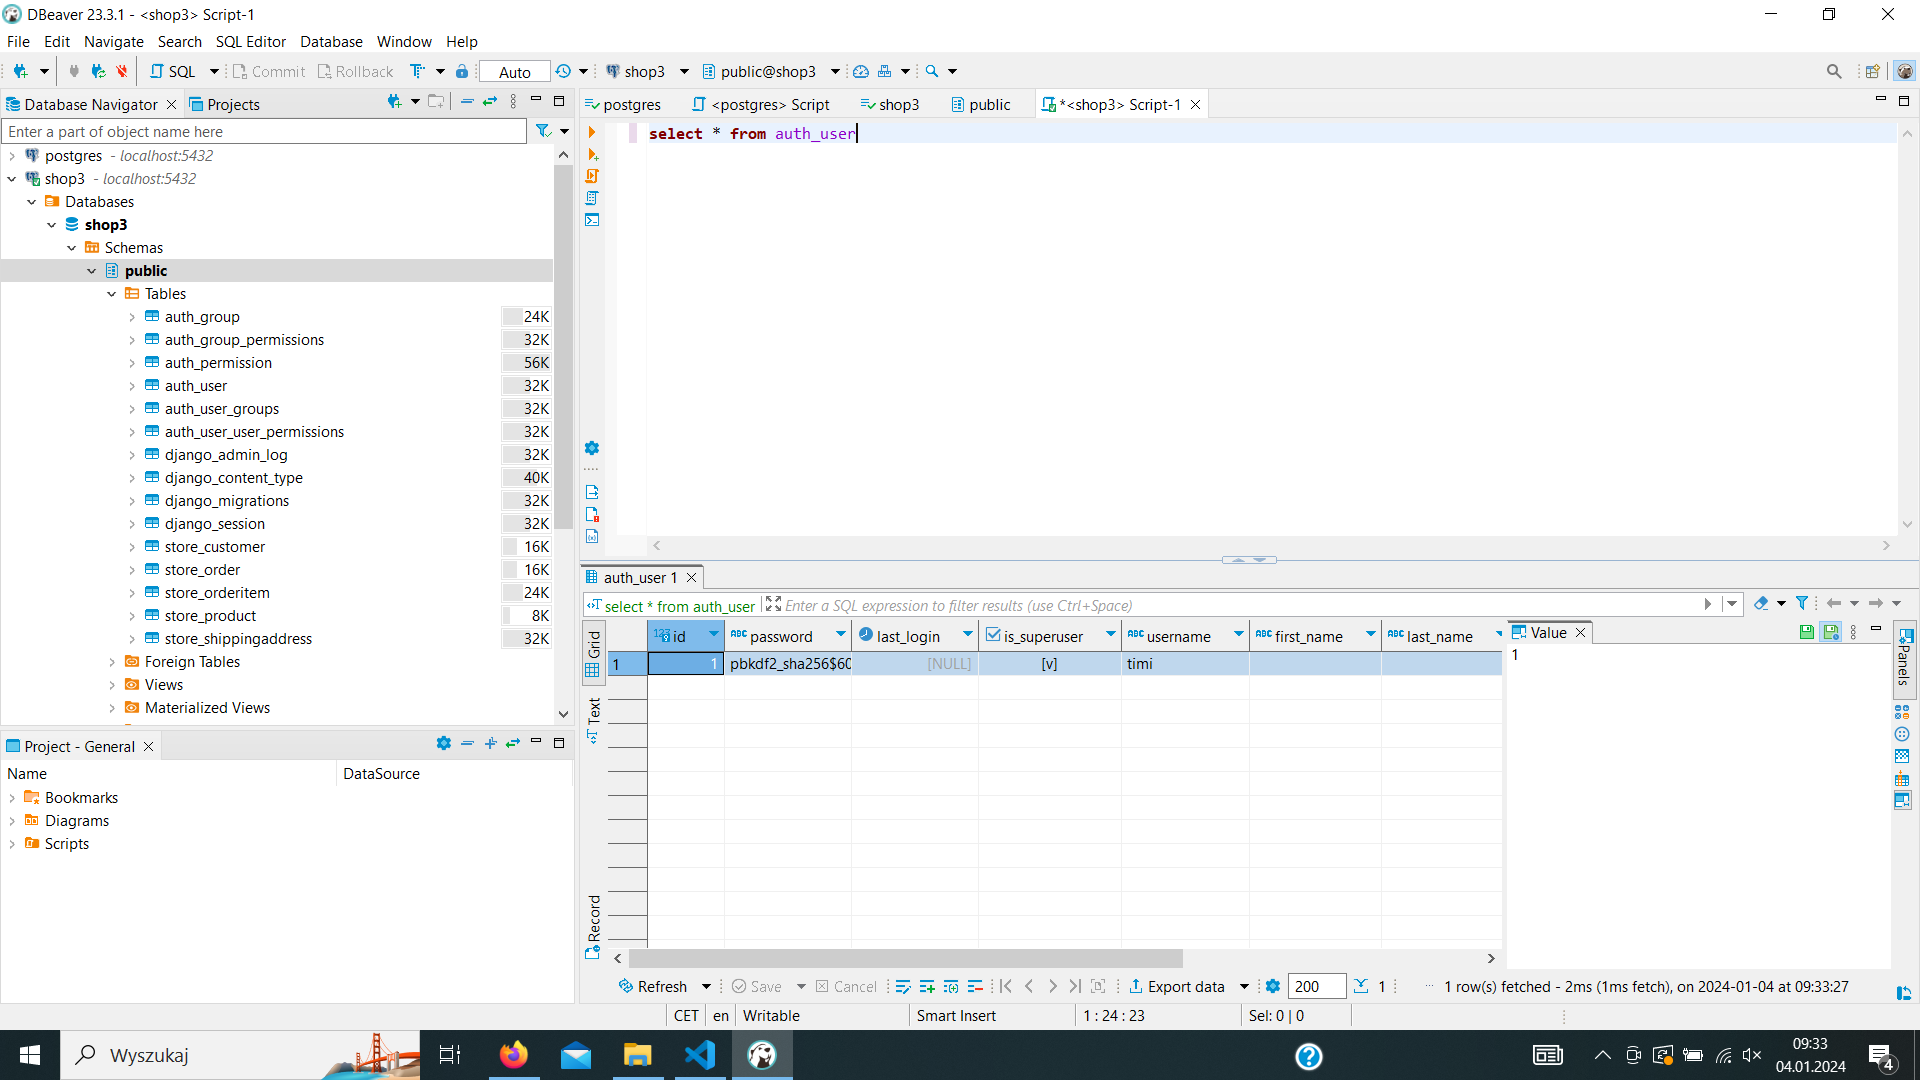 DBeaver 23.3.1 - <shop3> Script-1
File Edit Navigate Search SQL Editor Database Window Help
SQL Commit Rollback Auto shop3 public@shop3
Database Navigator Projects
Enter a part of object name here
postgres - localhost:5432
shop3 - localhost:5432
Databases
shop3
Schemas
public
Tables
auth_group 24K
auth_group_permissions 32K
auth_permission 56K
auth_user 32K
auth_user_groups 32K
auth_user_user_permissions 32K
django_admin_log 32K
django_content_type 40K
django_migrations 32K
django_session 32K
store_customer 16K
store_order 16K
store_orderitem 24K
store_product 8K
store_shippingaddress 32K
Foreign Tables
Views
Materialized Views
Project - General
Name DataSource
Bookmarks
Diagrams
Scripts
postgres <postgres> Script shop3 public *<shop3> Script-1
select * from auth_user
auth_user 1
select * from auth_user Enter a SQL expression to filter results (use Ctrl+Space)
Grid
Text
Record
123 id ABC password last_login is_superuser ABC username ABC first_name ABC last_name
1 1 pbkdf2_sha256$60 [NULL] [v] timi
Value
1
Panels
Refresh Save Cancel Export data 200 1 1 row(s) fetched - 2ms (1ms fetch), on 2024-01-04 at 09:33:27
CET en Writable Smart Insert 1 : 24 : 23 Sel: 0 | 0
Wyszukaj
09:33
04.01.2024
4